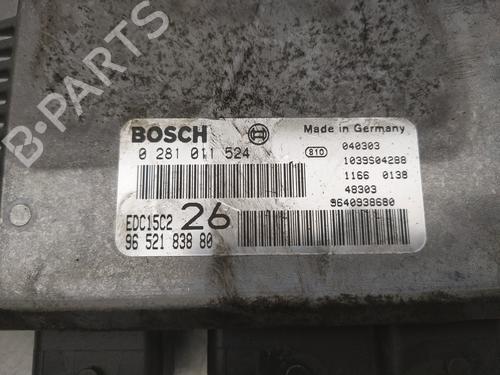 BOSCH
Made in Germany
0 281 011 524
810
040303
1039S04288
1166 0138
48303
9640938680
EDC15C2 26
96 521 838 80
B-PARTS